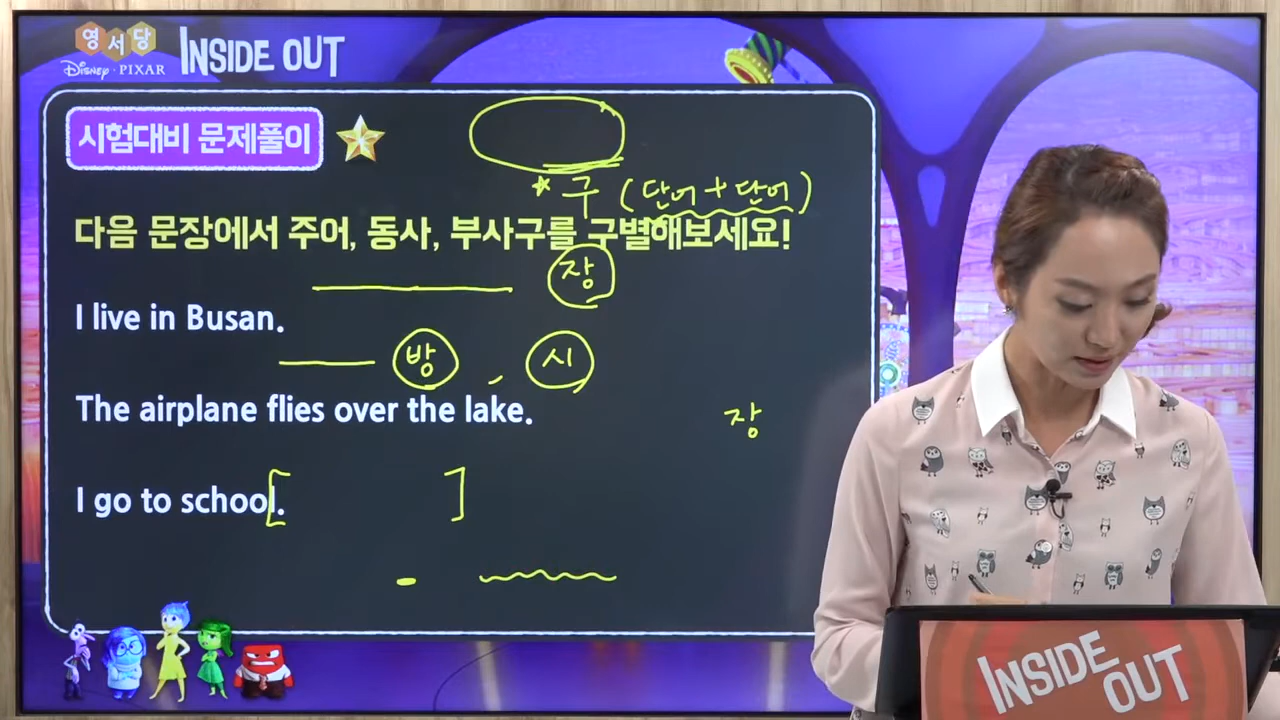 영서당
Disney · PIXAR
INSIDE OUT
시험대비 문제풀이
* 구 (단어 + 단어)
다음 문장에서 주어, 동사, 부사구를 구별해보세요!
장
I live in Busan.
방, 시
The airplane flies over the lake.
장
I go to school.
[ ]
INSIDE OUT